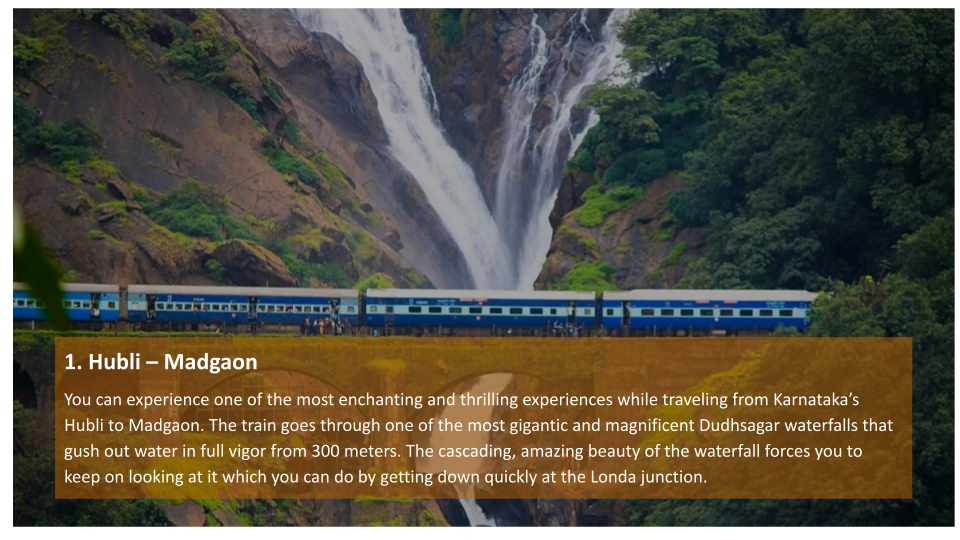 1. Hubli – Madgaon
You can experience one of the most enchanting and thrilling experiences while traveling from Karnataka’s
Hubli to Madgaon. The train goes through one of the most gigantic and magnificent Dudhsagar waterfalls that
gush out water in full vigor from 300 meters. The cascading, amazing beauty of the waterfall forces you to
keep on looking at it which you can do by getting down quickly at the Londa junction.